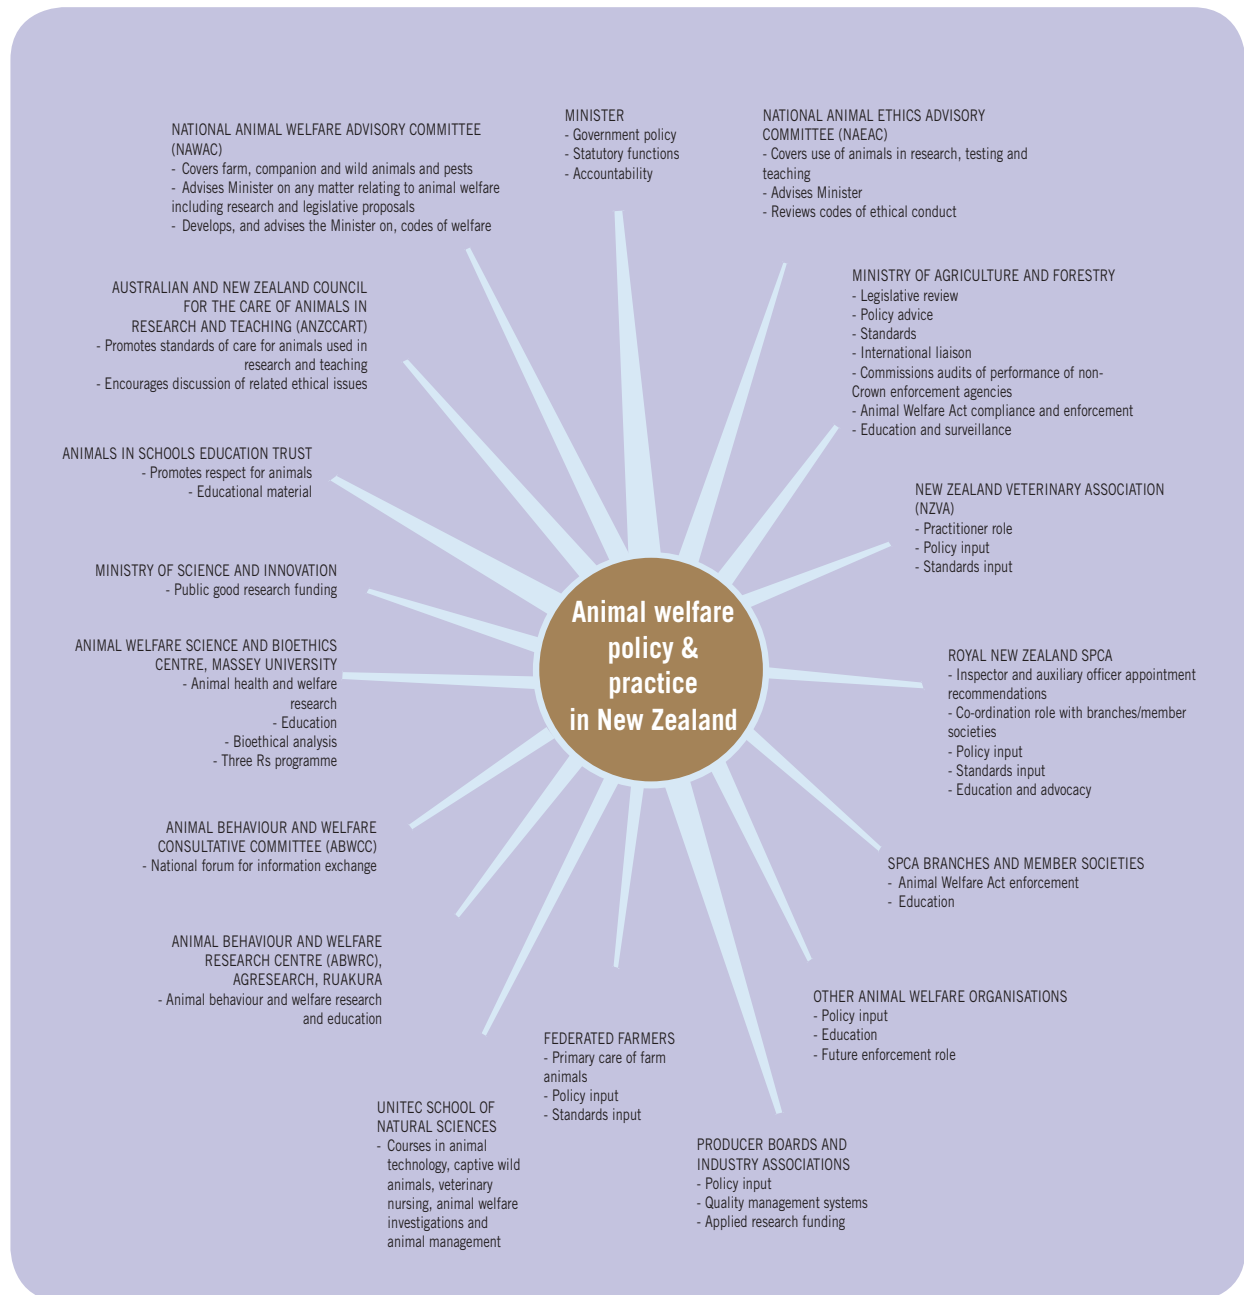 MINISTER
- Government policy
- Statutory functions
- Accountability
NATIONAL ANIMAL ETHICS ADVISORY
COMMITTEE (NAEAC)
- Covers use of animals in research, testing and
teaching
- Advises Minister
- Reviews codes of ethical conduct
MINISTRY OF AGRICULTURE AND FORESTRY
- Legislative review
- Policy advice
- Standards
- International liaison
- Commissions audits of performance of non-
Crown enforcement agencies
- Animal Welfare Act compliance and enforcement
- Education and surveillance
NEW ZEALAND VETERINARY ASSOCIATION
(NZVA)
- Practitioner role
- Policy input
- Standards input
ROYAL NEW ZEALAND SPCA
- Inspector and auxiliary officer appointment
recommendations
- Co-ordination role with branches/member
societies
- Policy input
- Standards input
- Education and advocacy
SPCA BRANCHES AND MEMBER SOCIETIES
- Animal Welfare Act enforcement
- Education
OTHER ANIMAL WELFARE ORGANISATIONS
- Policy input
- Education
- Future enforcement role
PRODUCER BOARDS AND
INDUSTRY ASSOCIATIONS
- Policy input
- Quality management systems
- Applied research funding
FEDERATED FARMERS
- Primary care of farm
animals
- Policy input
- Standards input
UNITEC SCHOOL OF
NATURAL SCIENCES
- Courses in animal
technology, captive wild
animals, veterinary
nursing, animal welfare
investigations and
animal management
ANIMAL BEHAVIOUR AND WELFARE
RESEARCH CENTRE (ABWRC),
AGRESEARCH, RUAKURA
- Animal behaviour and welfare research
and education
ANIMAL BEHAVIOUR AND WELFARE
CONSULTATIVE COMMITTEE (ABWCC)
- National forum for information exchange
ANIMAL WELFARE SCIENCE AND BIOETHICS
CENTRE, MASSEY UNIVERSITY
- Animal health and welfare
research
- Education
- Bioethical analysis
- Three Rs programme
MINISTRY OF SCIENCE AND INNOVATION
- Public good research funding
ANIMALS IN SCHOOLS EDUCATION TRUST
- Promotes respect for animals
- Educational material
AUSTRALIAN AND NEW ZEALAND COUNCIL
FOR THE CARE OF ANIMALS IN
RESEARCH AND TEACHING (ANZCCART)
- Promotes standards of care for animals used in
research and teaching
- Encourages discussion of related ethical issues
NATIONAL ANIMAL WELFARE ADVISORY COMMITTEE
(NAWAC)
- Covers farm, companion and wild animals and pests
- Advises Minister on any matter relating to animal welfare
including research and legislative proposals
- Develops, and advises the Minister on, codes of welfare
Animal welfare
policy &
practice
in New Zealand